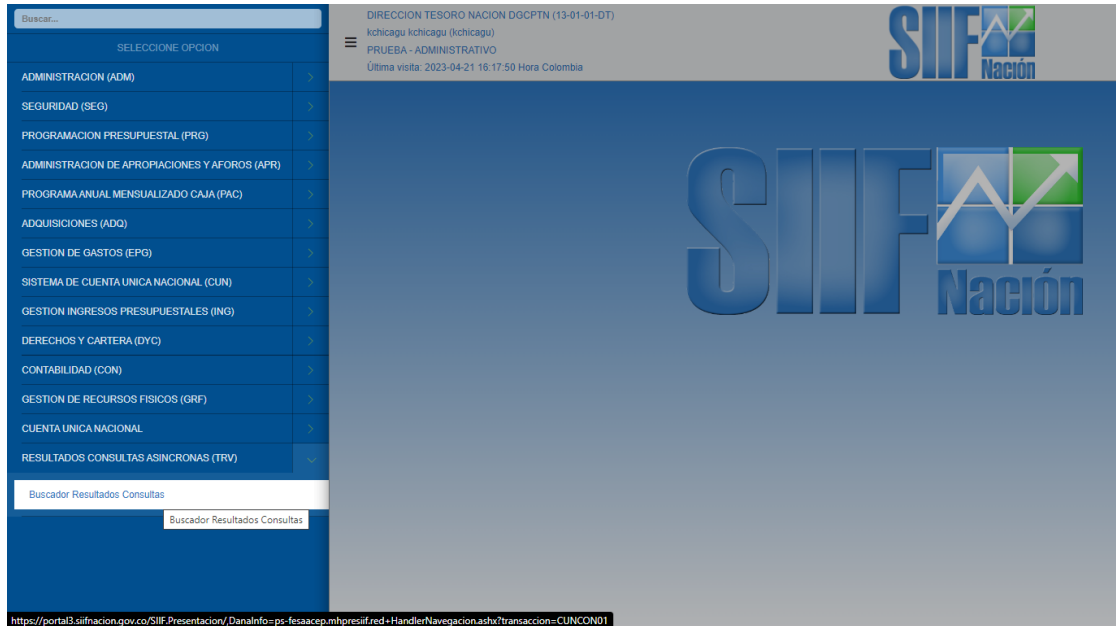 Buscar...
SELECCIONE OPCION
ADMINISTRACION (ADM)
SEGURIDAD (SEG)
PROGRAMACION PRESUPUESTAL (PRG)
ADMINISTRACION DE APROPIACIONES Y AFOROS (APR)
PROGRAMA ANUAL MENSUALIZADO CAJA (PAC)
ADQUISICIONES (ADQ)
GESTION DE GASTOS (EPG)
SISTEMA DE CUENTA UNICA NACIONAL (CUN)
GESTION INGRESOS PRESUPUESTALES (ING)
DERECHOS Y CARTERA (DYC)
CONTABILIDAD (CON)
GESTION DE RECURSOS FISICOS (GRF)
CUENTA UNICA NACIONAL
RESULTADOS CONSULTAS ASINCRONAS (TRV)
Buscador Resultados Consultas
Buscador Resultados Consultas
https://portal3.siifnacion.gov.co/SIIF.Presentacion/,DanaInfo=ps-fesaacep.mhpresiif.red+HandlerNavegacion.ashx?transaccion=CUNCON01
DIRECCION TESORO NACION DGCPTN (13-01-01-DT)
kchicagu kchicagu (kchicagu)
PRUEBA - ADMINISTRATIVO
Última visita: 2023-04-21 16:17:50 Hora Colombia
SIIF
Nación
SIIF
Nación